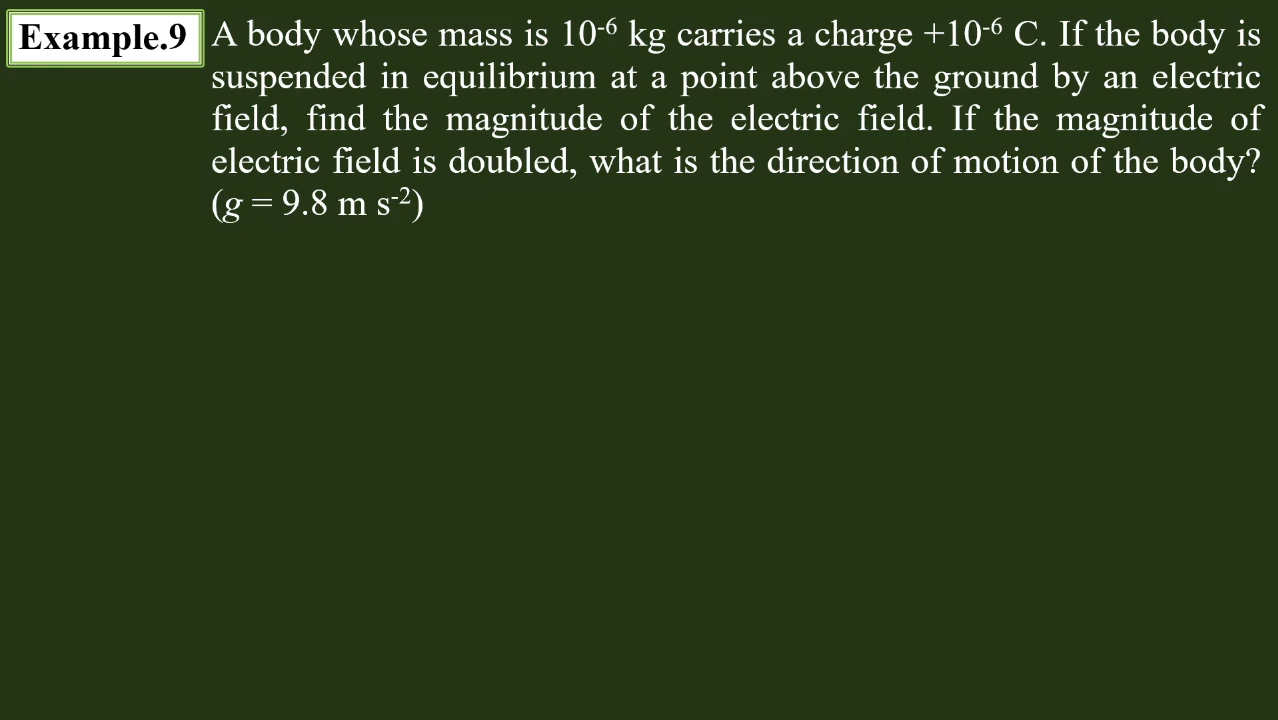 Example.9
A body whose mass is 10⁻⁶ kg carries a charge +10⁻⁶ C. If the body is
suspended in equilibrium at a point above the ground by an electric
field, find the magnitude of the electric field. If the magnitude of
electric field is doubled, what is the direction of motion of the body?
(g = 9.8 m s⁻²)